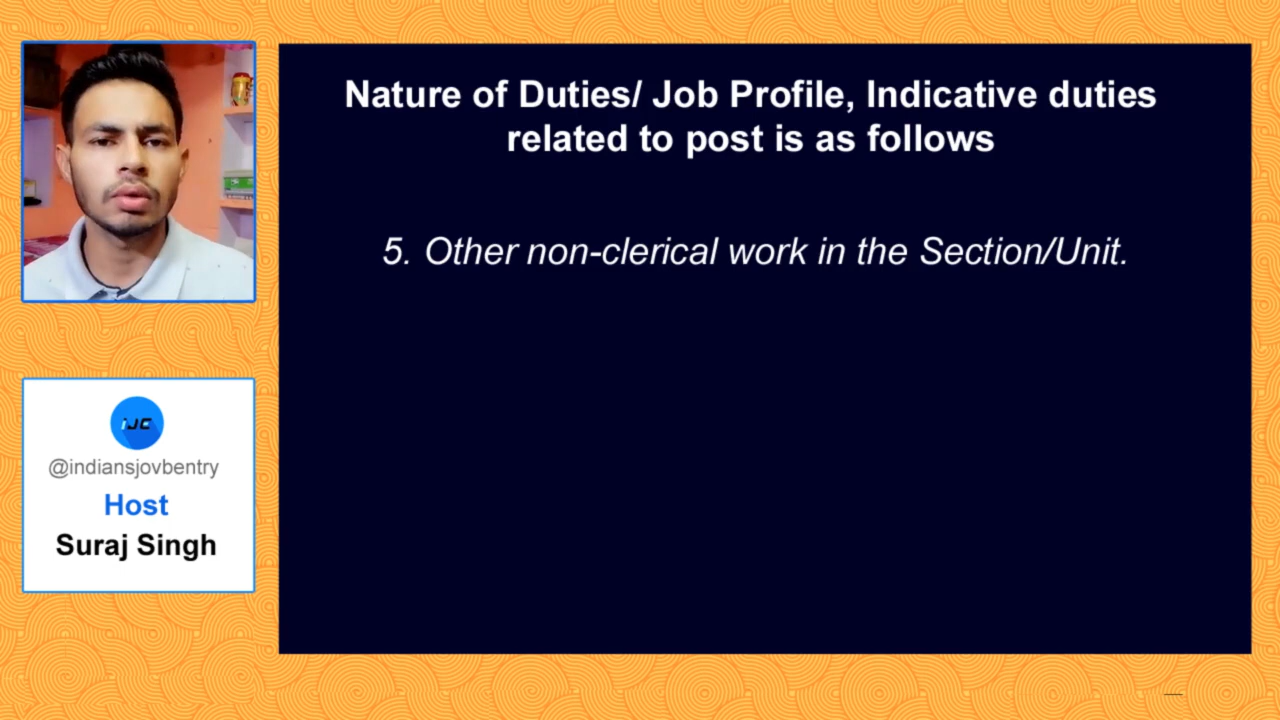 Nature of Duties/ Job Profile, Indicative duties
related to post is as follows
5. Other non-clerical work in the Section/Unit.
iJC
@indiansjovbentry
Host
Suraj Singh